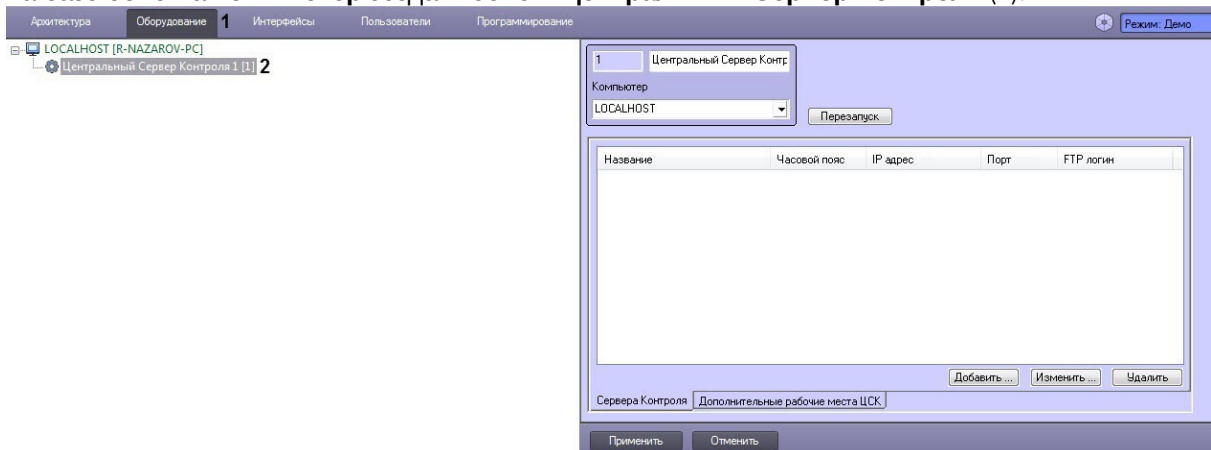 Архитектура Оборудование 1 Интерфейсы Пользователи Программирование Режим: Демо
LOCALHOST [R-NAZAROV-PC]
Центральный Сервер Контроля 1 [1] 2
1 Центральный Сервер Контр
Компьютер
LOCALHOST
Перезапуск
Название Часовой пояс IP адрес Порт FTP логин
Добавить ... Изменить ... Удалить
Сервера Контроля Дополнительные рабочие места ЦСК
Применить Отменить